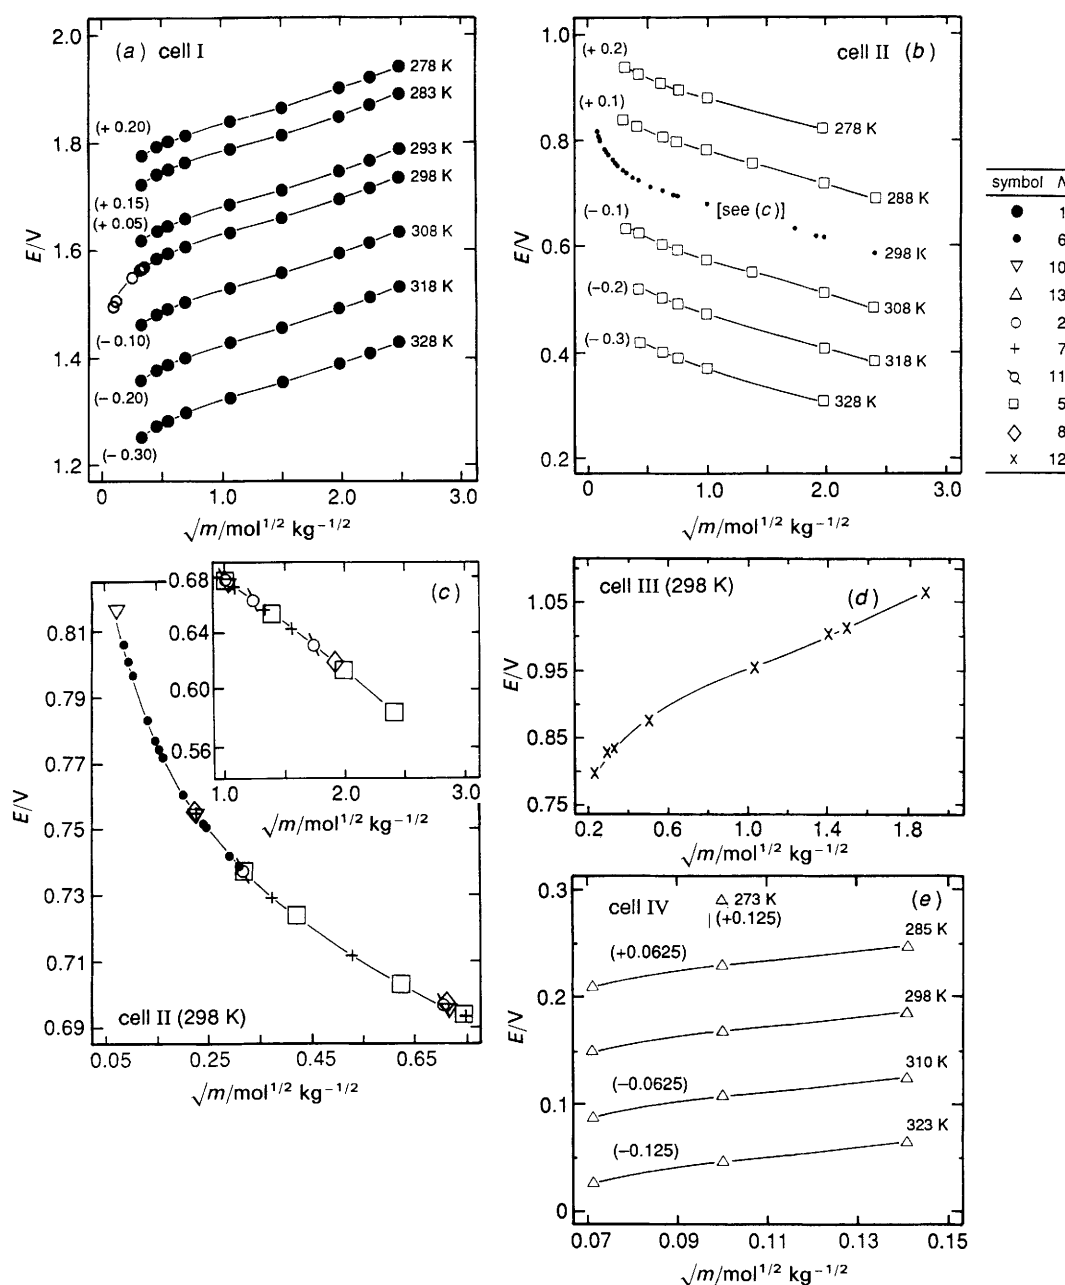 (a) cell I
2.0
1.8
1.6
1.4
1.2
E/V
278 K
283 K
293 K
298 K
308 K
318 K
328 K
(+ 0.20)
(+ 0.15)
(+ 0.05)
(− 0.10)
(− 0.20)
(− 0.30)
0 1.0 2.0 3.0
√m/mol1/2 kg−1/2
cell II (b)
1.0
0.8
0.6
0.4
0.2
E/V
(+ 0.2)
(+ 0.1)
(− 0.1)
(−0.2)
(− 0.3)
278 K
288 K
[see (c)]
298 K
308 K
318 K
328 K
0 1.0 2.0 3.0
√m/mol1/2 kg−1/2
symbol
1
6
10
13
2
7
11
5
8
12
(c)
0.68
0.64
0.60
0.56
1.0 2.0 3.0
√m/mol1/2 kg−1/2
0.81
0.79
0.77
0.75
0.73
0.71
0.69
E/V
cell II (298 K)
0.05 0.25 0.45 0.65
√m/mol1/2 kg−1/2
cell III (298 K) (d)
1.05
0.95
0.85
0.75
E/V
0.2 0.6 1.0 1.4 1.8
√m/mol1/2 kg−1/2
cell IV (e)
0.3
0.2
0.1
0
E/V
273 K
(+0.125)
(+0.0625)
285 K
298 K
(−0.0625)
310 K
(−0.125)
323 K
0.07 0.09 0.11 0.13 0.15
√m/mol1/2 kg−1/2